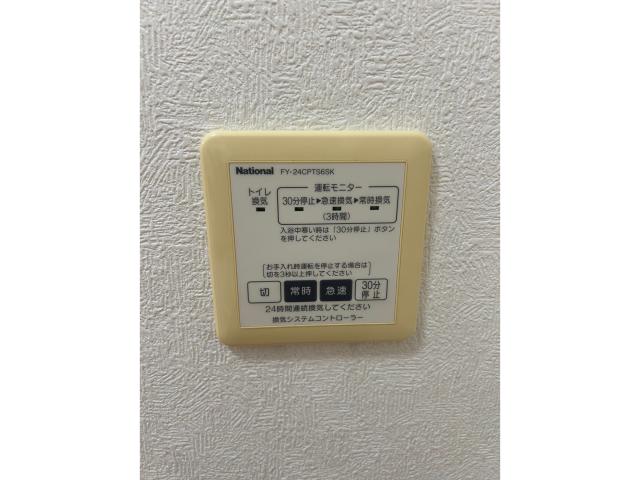 National FY-24CPTS6SK
運転モニター
トイレ
換気
30分停止▶急速換気▶常時換気
(3時間)
入浴中寒い時は「30分停止」ボタン
を押してください
お手入れ時運転を停止する場合は
切を3秒以上押してください
切 常時 急速 30分
停止
24時間連続換気してください
換気システムコントローラー